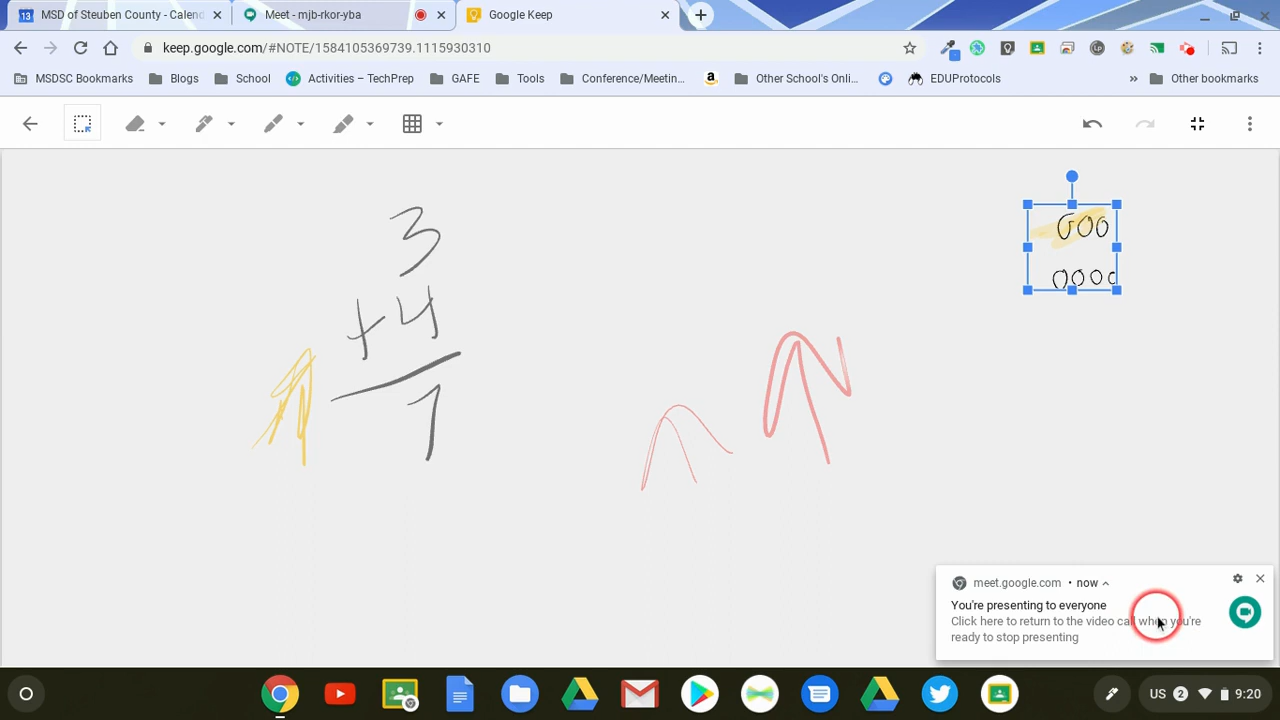 MSD of Steuben County - Calend
Meet - mjb-rkor-yba
Google Keep
keep.google.com/#NOTE/1584105369739.1115930310
MSDSC Bookmarks
Blogs
School
Activities – TechPrep
GAFE
Tools
Conference/Meetin...
Other School's Onli...
EDUProtocols
»
Other bookmarks
3
+4
7
000
0000
meet.google.com • now
You're presenting to everyone
Click here to return to the video call when you're
ready to stop presenting
US 2 9:20